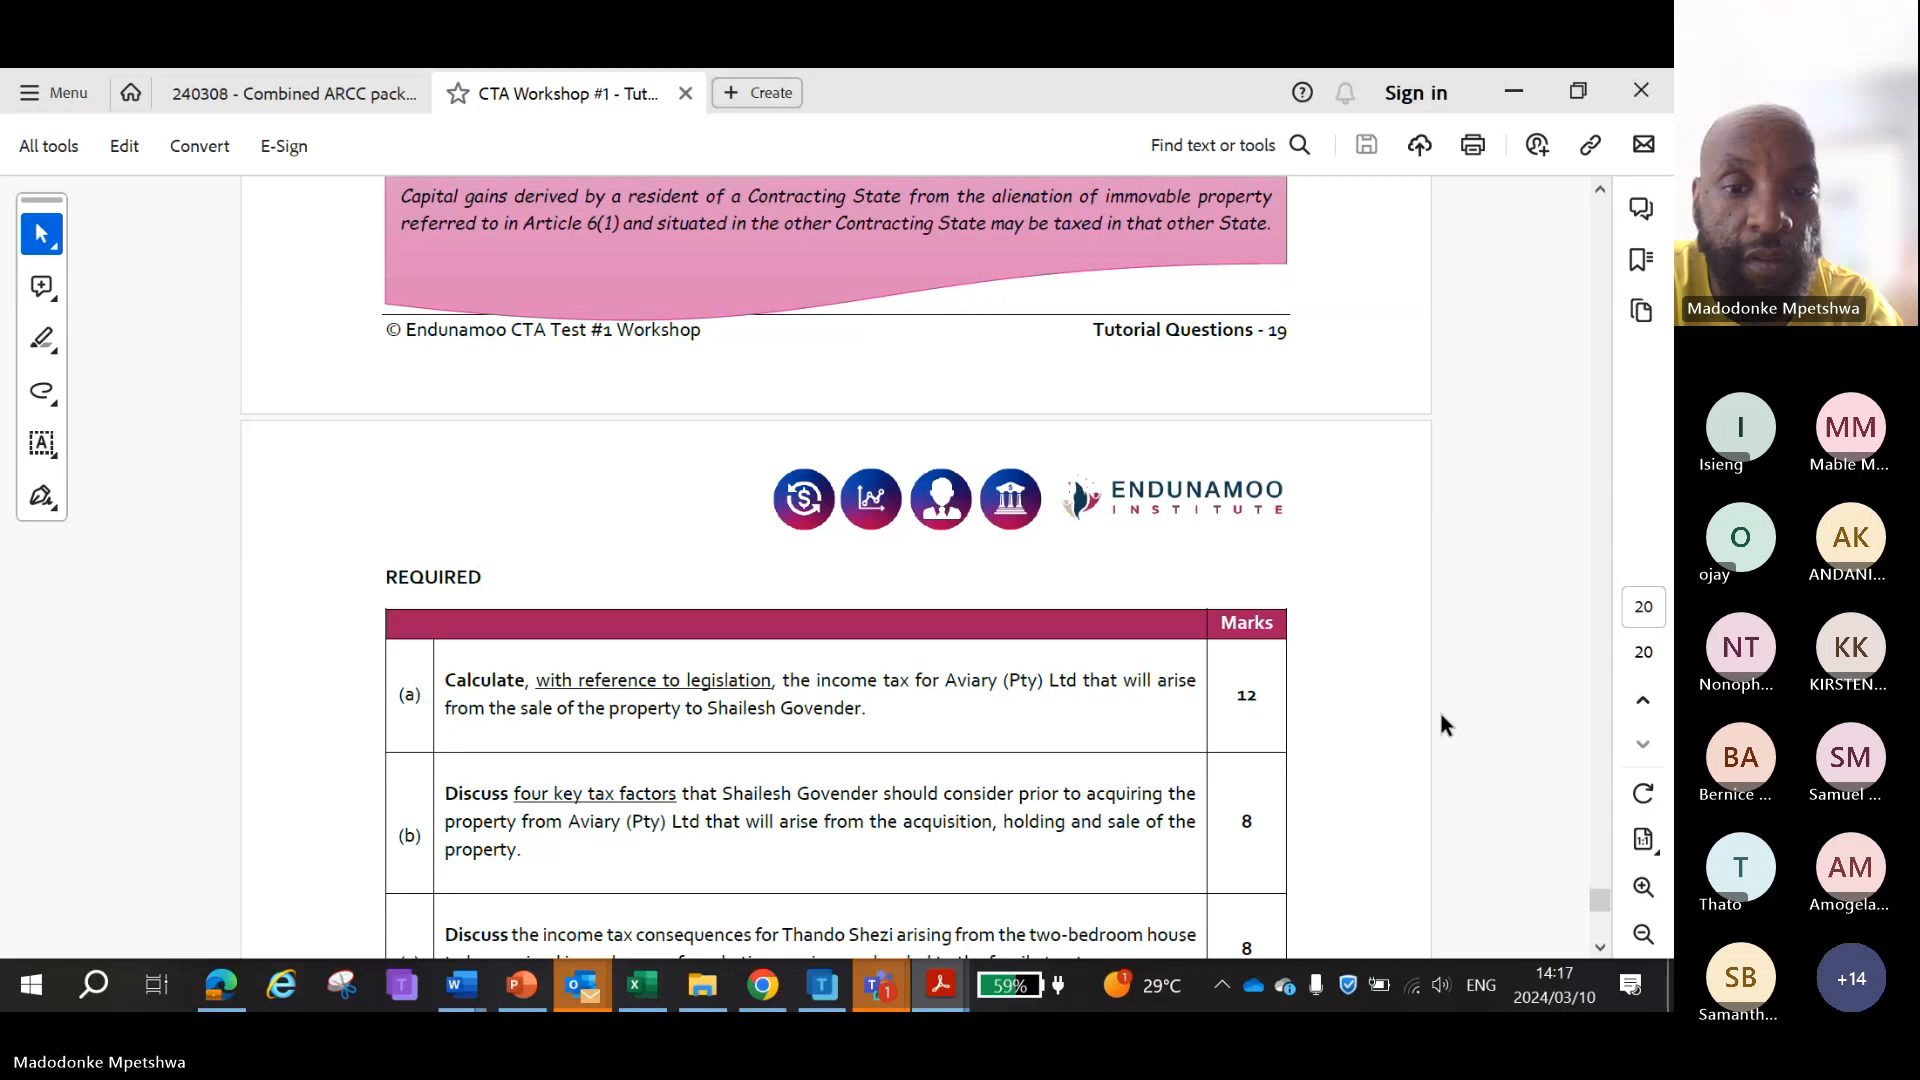 Menu
240308 - Combined ARCC pack...
CTA Workshop #1 - Tut...
Create
Sign in
All tools
Edit
Convert
E-Sign
Find text or tools
Capital gains derived by a resident of a Contracting State from the alienation of immovable property
referred to in Article 6(1) and situated in the other Contracting State may be taxed in that other State.
© Endunamoo CTA Test #1 Workshop
Tutorial Questions - 19
ENDUNAMOO
INSTITUTE
REQUIRED
Marks
(a)
Calculate, with reference to legislation, the income tax for Aviary (Pty) Ltd that will arise
from the sale of the property to Shailesh Govender.
12
(b)
Discuss four key tax factors that Shailesh Govender should consider prior to acquiring the
property from Aviary (Pty) Ltd that will arise from the acquisition, holding and sale of the
property.
8
Discuss the income tax consequences for Thando Shezi arising from the two-bedroom house
8
20
20
1:1
Madodonke Mpetshwa
I
Isieng
MM
Mable M...
O
ojay
AK
ANDANI...
NT
Nonoph...
KK
KIRSTEN...
BA
Bernice ...
SM
Samuel ...
T
Thato
AM
Amogela...
SB
Samanth...
+14
59%
1
29°C
ENG
14:17
2024/03/10
Madodonke Mpetshwa